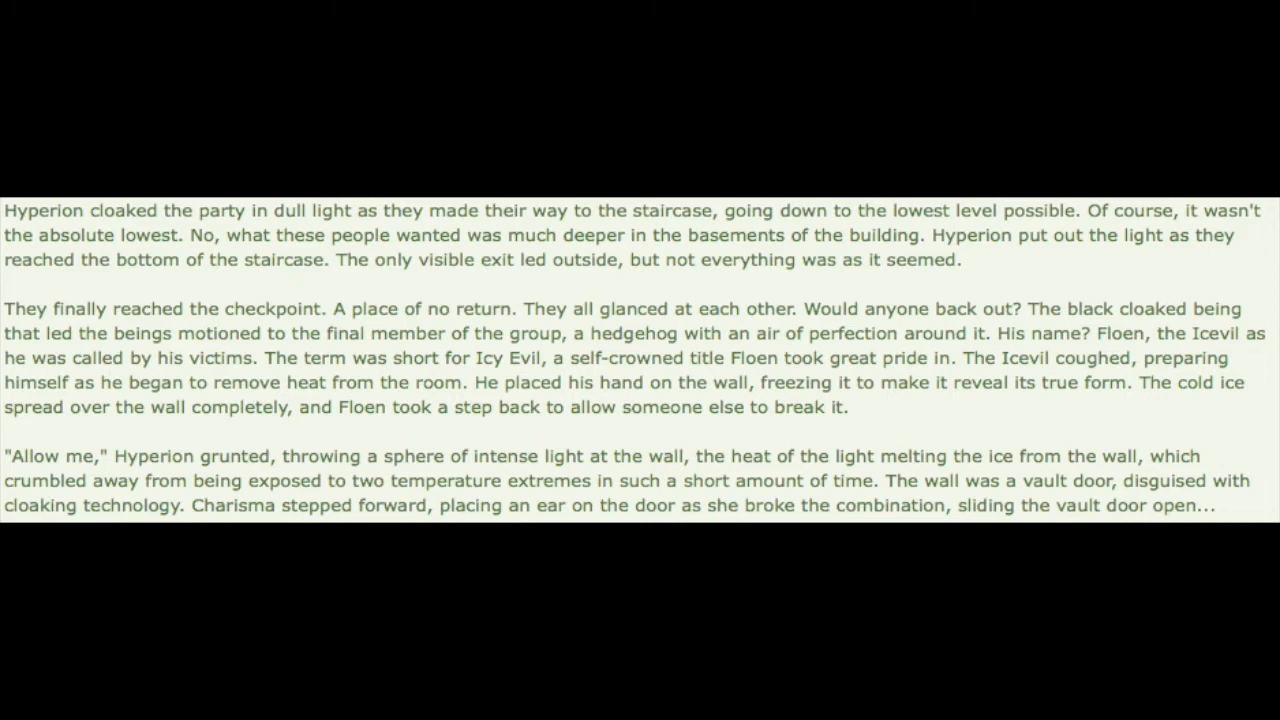 Hyperion cloaked the party in dull light as they made their way to the staircase, going down to the lowest level possible. Of course, it wasn't
the absolute lowest. No, what these people wanted was much deeper in the basements of the building. Hyperion put out the light as they
reached the bottom of the staircase. The only visible exit led outside, but not everything was as it seemed.
They finally reached the checkpoint. A place of no return. They all glanced at each other. Would anyone back out? The black cloaked being
that led the beings motioned to the final member of the group, a hedgehog with an air of perfection around it. His name? Floen, the Icevil as
he was called by his victims. The term was short for Icy Evil, a self-crowned title Floen took great pride in. The Icevil coughed, preparing
himself as he began to remove heat from the room. He placed his hand on the wall, freezing it to make it reveal its true form. The cold ice
spread over the wall completely, and Floen took a step back to allow someone else to break it.
"Allow me," Hyperion grunted, throwing a sphere of intense light at the wall, the heat of the light melting the ice from the wall, which
crumbled away from being exposed to two temperature extremes in such a short amount of time. The wall was a vault door, disguised with
cloaking technology. Charisma stepped forward, placing an ear on the door as she broke the combination, sliding the vault door open...